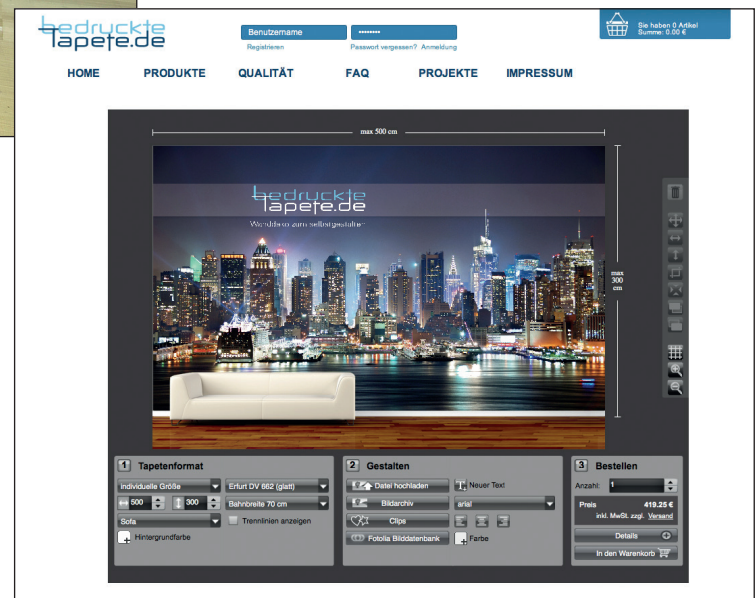 bedruckte
Tapete.de
Benutzername
••••••••
Registrieren
Passwort vergessen? Anmeldung
Sie haben 0 Artikel
Summe: 0.00 €
HOME PRODUKTE QUALITÄT FAQ PROJEKTE IMPRESSUM
max 500 cm
bedruckte
Tapete.de
Wanddeko zum selbstgestalten
max
300
cm
1 Tapetenformat
individuelle Größe
Erfurt DV 662 (glatt)
500
300
Bahnbreite 70 cm
Sofa
Trennlinien anzeigen
Hintergrundfarbe
2 Gestalten
Datei hochladen
Neuer Text
Bildarchiv
arial
Clips
Fotolia Bilddatenbank
Farbe
3 Bestellen
Anzahl: 1
Preis 419.25 €
inkl. MwSt. zzgl. Versand
Details
In den Warenkorb